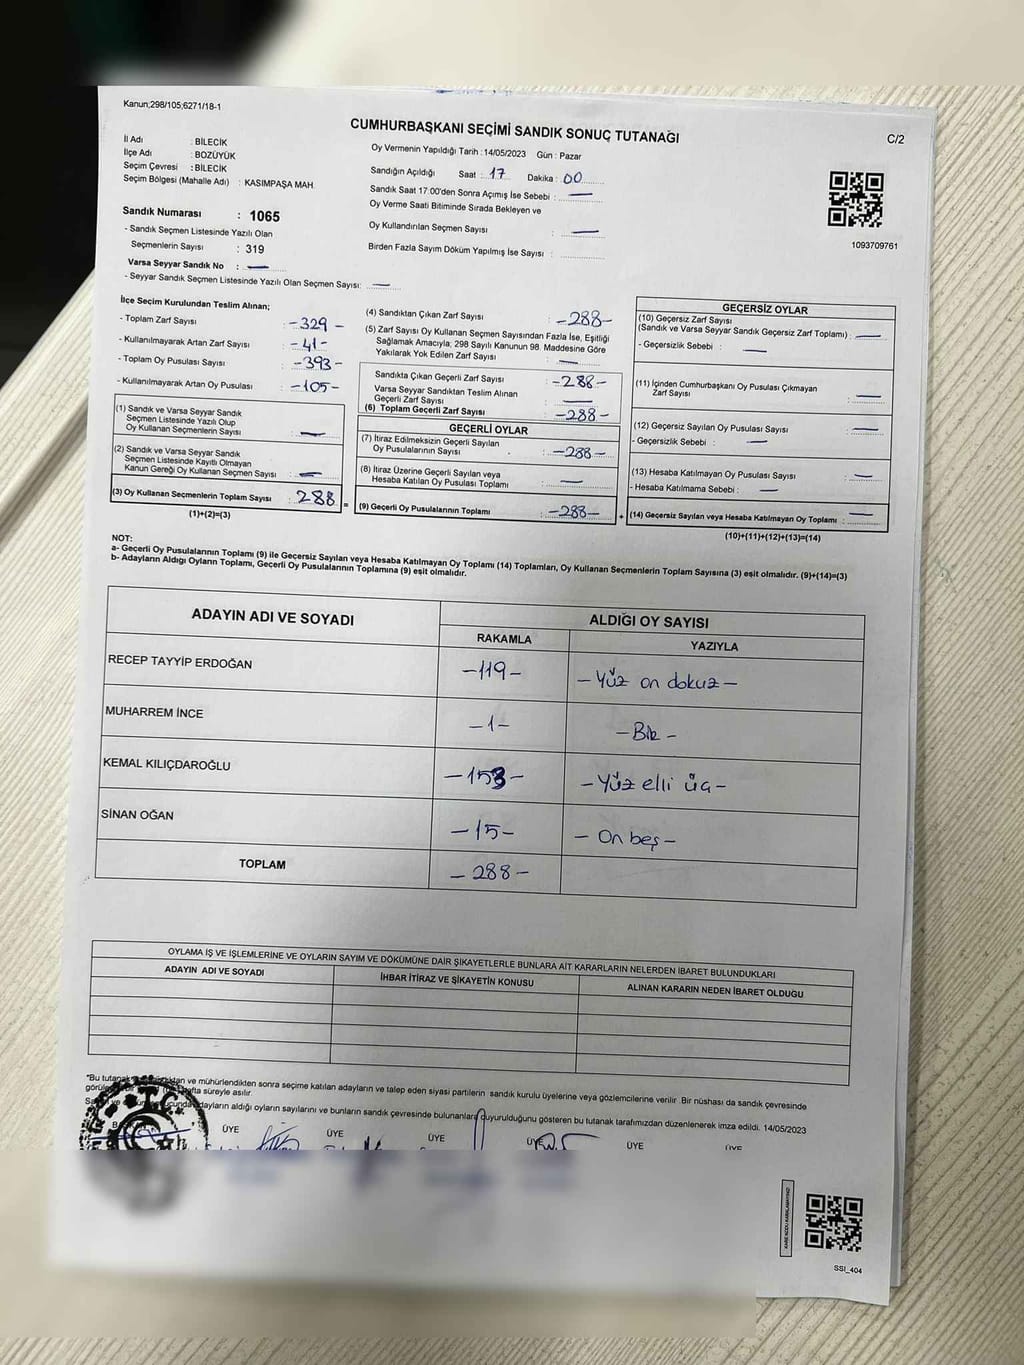 Kanun;298/105;6271/18-1
CUMHURBAŞKANI SEÇİMİ SANDIK SONUÇ TUTANAĞI
C/2
İl Adı : BİLECİK
İlçe Adı : BOZÜYÜK
Seçim Çevresi : BİLECİK
Seçim Bölgesi (Mahalle Adı) : KASIMPAŞA MAH.
Oy Vermenin Yapıldığı Tarih : 14/05/2023 Gün : Pazar
Sandığın Açıldığı Saat : 17 Dakika : 00
Sandık Saat 17:00'den Sonra Açımış İse Sebebi : —
Oy Verme Saati Bitiminde Sırada Bekleyen ve
Oy Kullandırılan Seçmen Sayısı : —
Birden Fazla Sayım Döküm Yapılmış İse Sayısı :
1093709761
Sandık Numarası : 1065
- Sandık Seçmen Listesinde Yazılı Olan
Seçmenlerin Sayısı : 319
Varsa Seyyar Sandık No : —
- Seyyar Sandık Seçmen Listesinde Yazılı Olan Seçmen Sayısı: —
İlçe Seçim Kurulundan Teslim Alınan;
- Toplam Zarf Sayısı : -329-
- Kullanılmayarak Artan Zarf Sayısı : -41-
- Toplam Oy Pusulası Sayısı : -393-
- Kullanılmayarak Artan Oy Pusulası : -105-
(1) Sandık ve Varsa Seyyar Sandık
Seçmen Listesinde Yazılı Olup
Oy Kullanan Seçmenlerin Sayısı : —
(2) Sandık ve Varsa Seyyar Sandık
Seçmen Listesinde Kayıtlı Olmayan
Kanun Gereği Oy Kullanan Seçmen Sayısı : —
(3) Oy Kullanan Seçmenlerin Toplam Sayısı : 288 =
(1)+(2)=(3)
(4) Sandıktan Çıkan Zarf Sayısı : -288-
(5) Zarf Sayısı Oy Kullanan Seçmen Sayısından Fazla İse, Eşitliği
Sağlamak Amacıyla; 298 Sayılı Kanunun 98. Maddesine Göre
Yakılarak Yok Edilen Zarf Sayısı : —
Sandıkta Çıkan Geçerli Zarf Sayısı : -288-
Varsa Seyyar Sandıktan Teslim Alınan
Geçerli Zarf Sayısı : —
(6) Toplam Geçerli Zarf Sayısı : -288-
GEÇERLİ OYLAR
(7) İtiraz Edilmeksizin Geçerli Sayılan
Oy Pusulalarının Sayısı : -288-
(8) İtiraz Üzerine Geçerli Sayılan veya
Hesaba Katılan Oy Pusulası Toplamı : —
(9) Geçerli Oy Pusulalarının Toplamı : -288- +
GEÇERSİZ OYLAR
(10) Geçersiz Zarf Sayısı
(Sandık ve Varsa Seyyar Sandık Geçersiz Zarf Toplamı) : —
- Geçersizlik Sebebi : —
(11) İçinden Cumhurbaşkanı Oy Pusulası Çıkmayan
Zarf Sayısı : —
(12) Geçersiz Sayılan Oy Pusulası Sayısı : —
- Geçersizlik Sebebi : —
(13) Hesaba Katılmayan Oy Pusulası Sayısı : —
- Hesaba Katılmama Sebebi : —
(14) Geçersiz Sayılan veya Hesaba Katılmayan Oy Toplamı : —
(10)+(11)+(12)+(13)=(14)
NOT:
a- Geçerli Oy Pusulalarının Toplamı (9) ile Geçersiz Sayılan veya Hesaba Katılmayan Oy Toplamı (14) Toplamları, Oy Kullanan Seçmenlerin Toplam Sayısına (3) eşit olmalıdır. (9)+(14)=(3)
b- Adayların Aldığı Oyların Toplamı, Geçerli Oy Pusulalarının Toplamına (9) eşit olmalıdır.
ADAYIN ADI VE SOYADI ALDIĞI OY SAYISI
RAKAMLA YAZIYLA
RECEP TAYYİP ERDOĞAN -119- -Yüz on dokuz-
MUHARREM İNCE -1- -Bir-
KEMAL KILIÇDAROĞLU -153- -Yüz elli üç-
SİNAN OĞAN -15- -On beş-
TOPLAM -288-
OYLAMA İŞ VE İŞLEMLERİNE VE OYLARIN SAYIM VE DÖKÜMÜNE DAİR ŞİKAYETLERLE BUNLARA AİT KARARLARIN NELERDEN İBARET BULUNDUKLARI
ADAYIN ADI VE SOYADI İHBAR İTİRAZ VE ŞİKAYETİN KONUSU ALINAN KARARIN NEDEN İBARET OLDUGU
"Bu tutanak ve mühürlendikten sonra seçime katılan adayların ve talep eden siyasi partilerin sandık kurulu üyelerine veya gözlemcilerine verilir. Bir nüshası da sandık çevresinde
süreyle asılır.
adayların aldığı oyların sayılarını ve bunların sandık çevresinde bulunanlara duyurulduğunu gösteren bu tutanak tarafımızdan düzenlenerek imza edildi. 14/05/2023
ÜYE ÜYE ÜYE ÜYE ÜYE ÜYE
T.C.
SSI_404